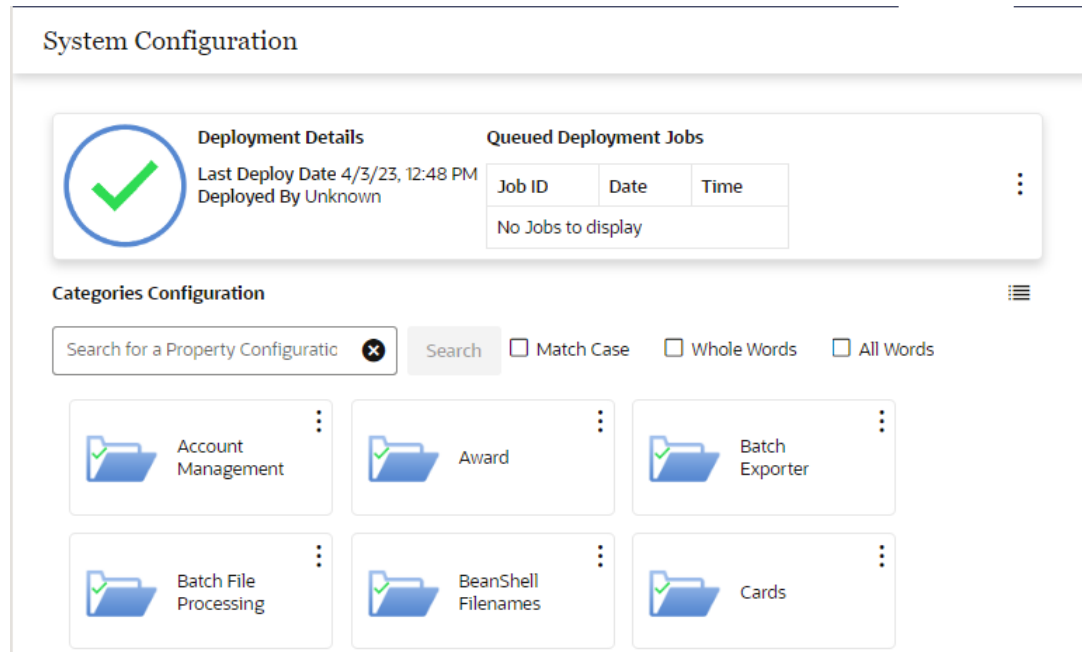 System Configuration
Deployment Details
Last Deploy Date 4/3/23, 12:48 PM
Deployed By Unknown
Queued Deployment Jobs
Job ID Date Time
No Jobs to display
Categories Configuration
Search for a Property Configuratio
Search
Match Case
Whole Words
All Words
Account
Management
Award
Batch
Exporter
Batch File
Processing
BeanShell
Filenames
Cards